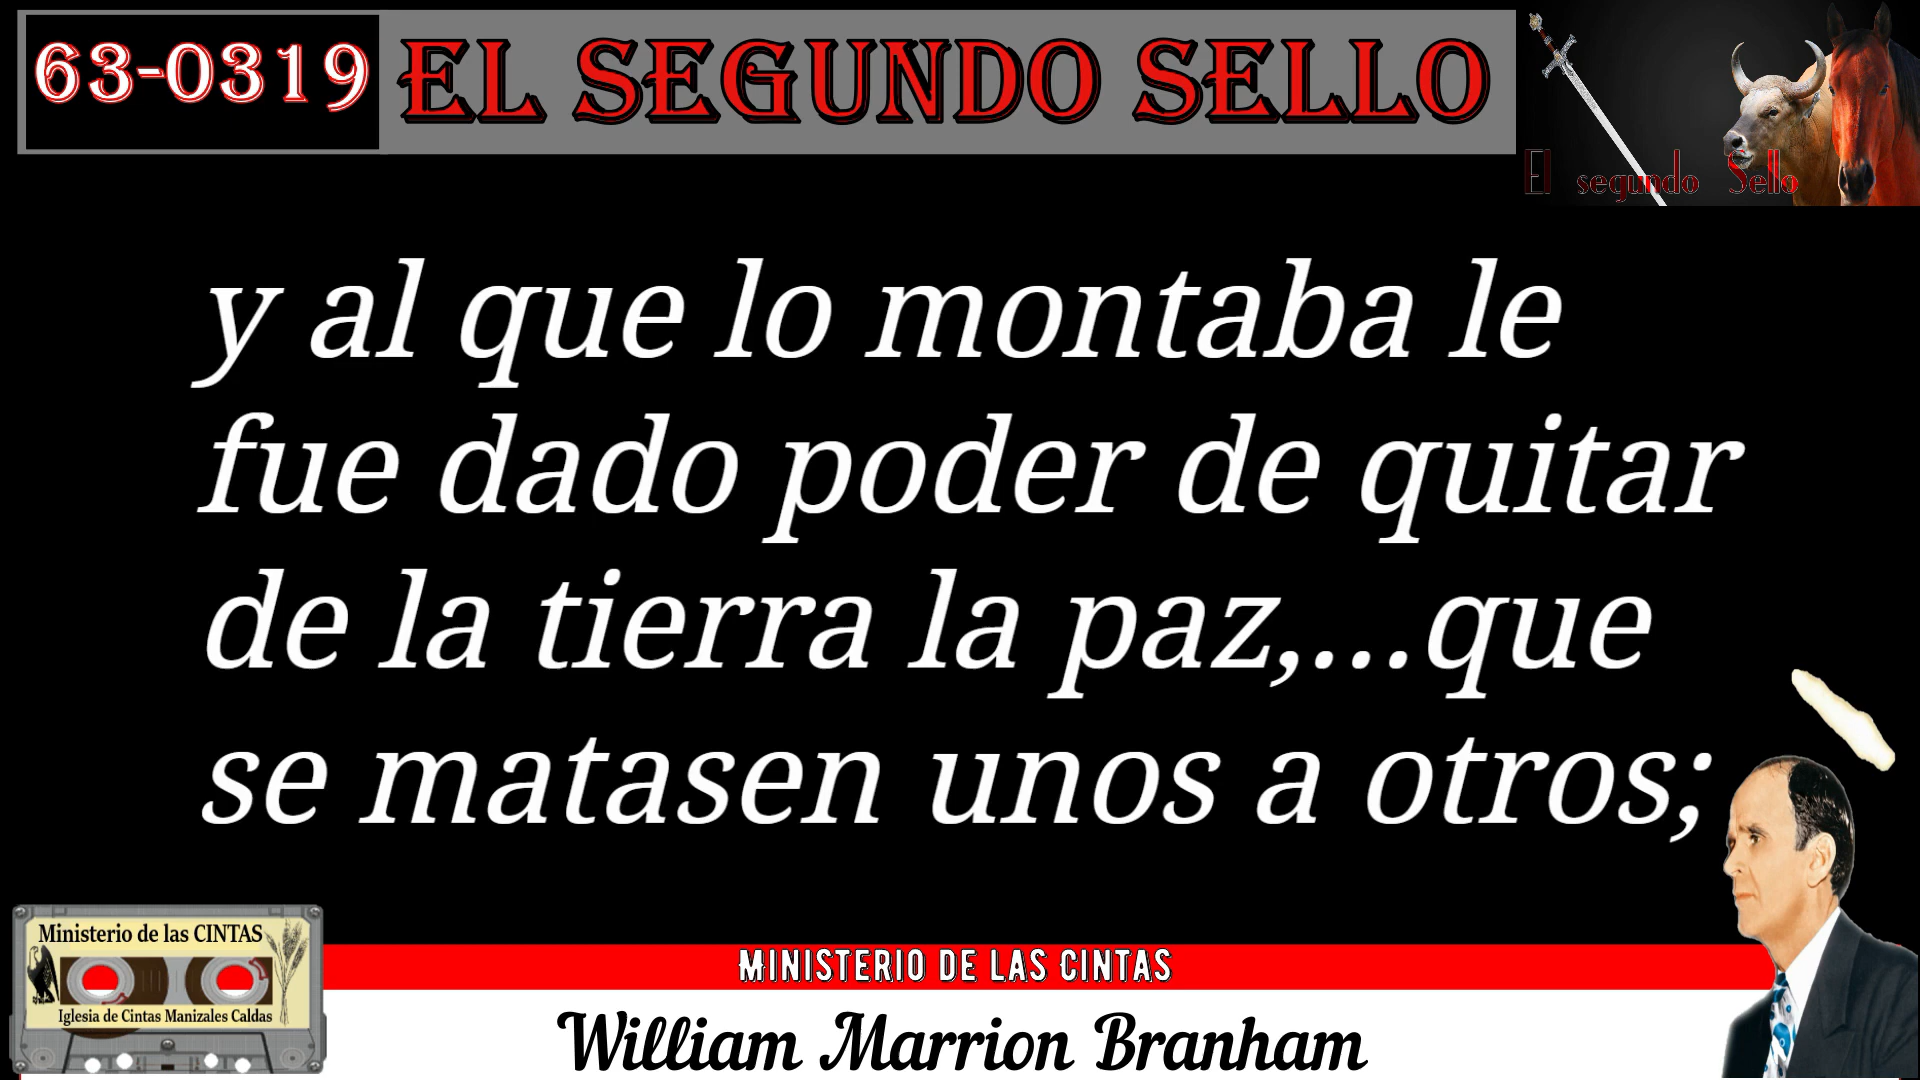 63-0319 EL SEGUNDO SELLO
El segundo Sello
y al que lo montaba le
fue dado poder de quitar
de la tierra la paz,...que
se matasen unos a otros;
Ministerio de las CINTAS
Iglesia de Cintas Manizales Caldas
MINISTERIO DE LAS CINTAS
William Marrion Branham